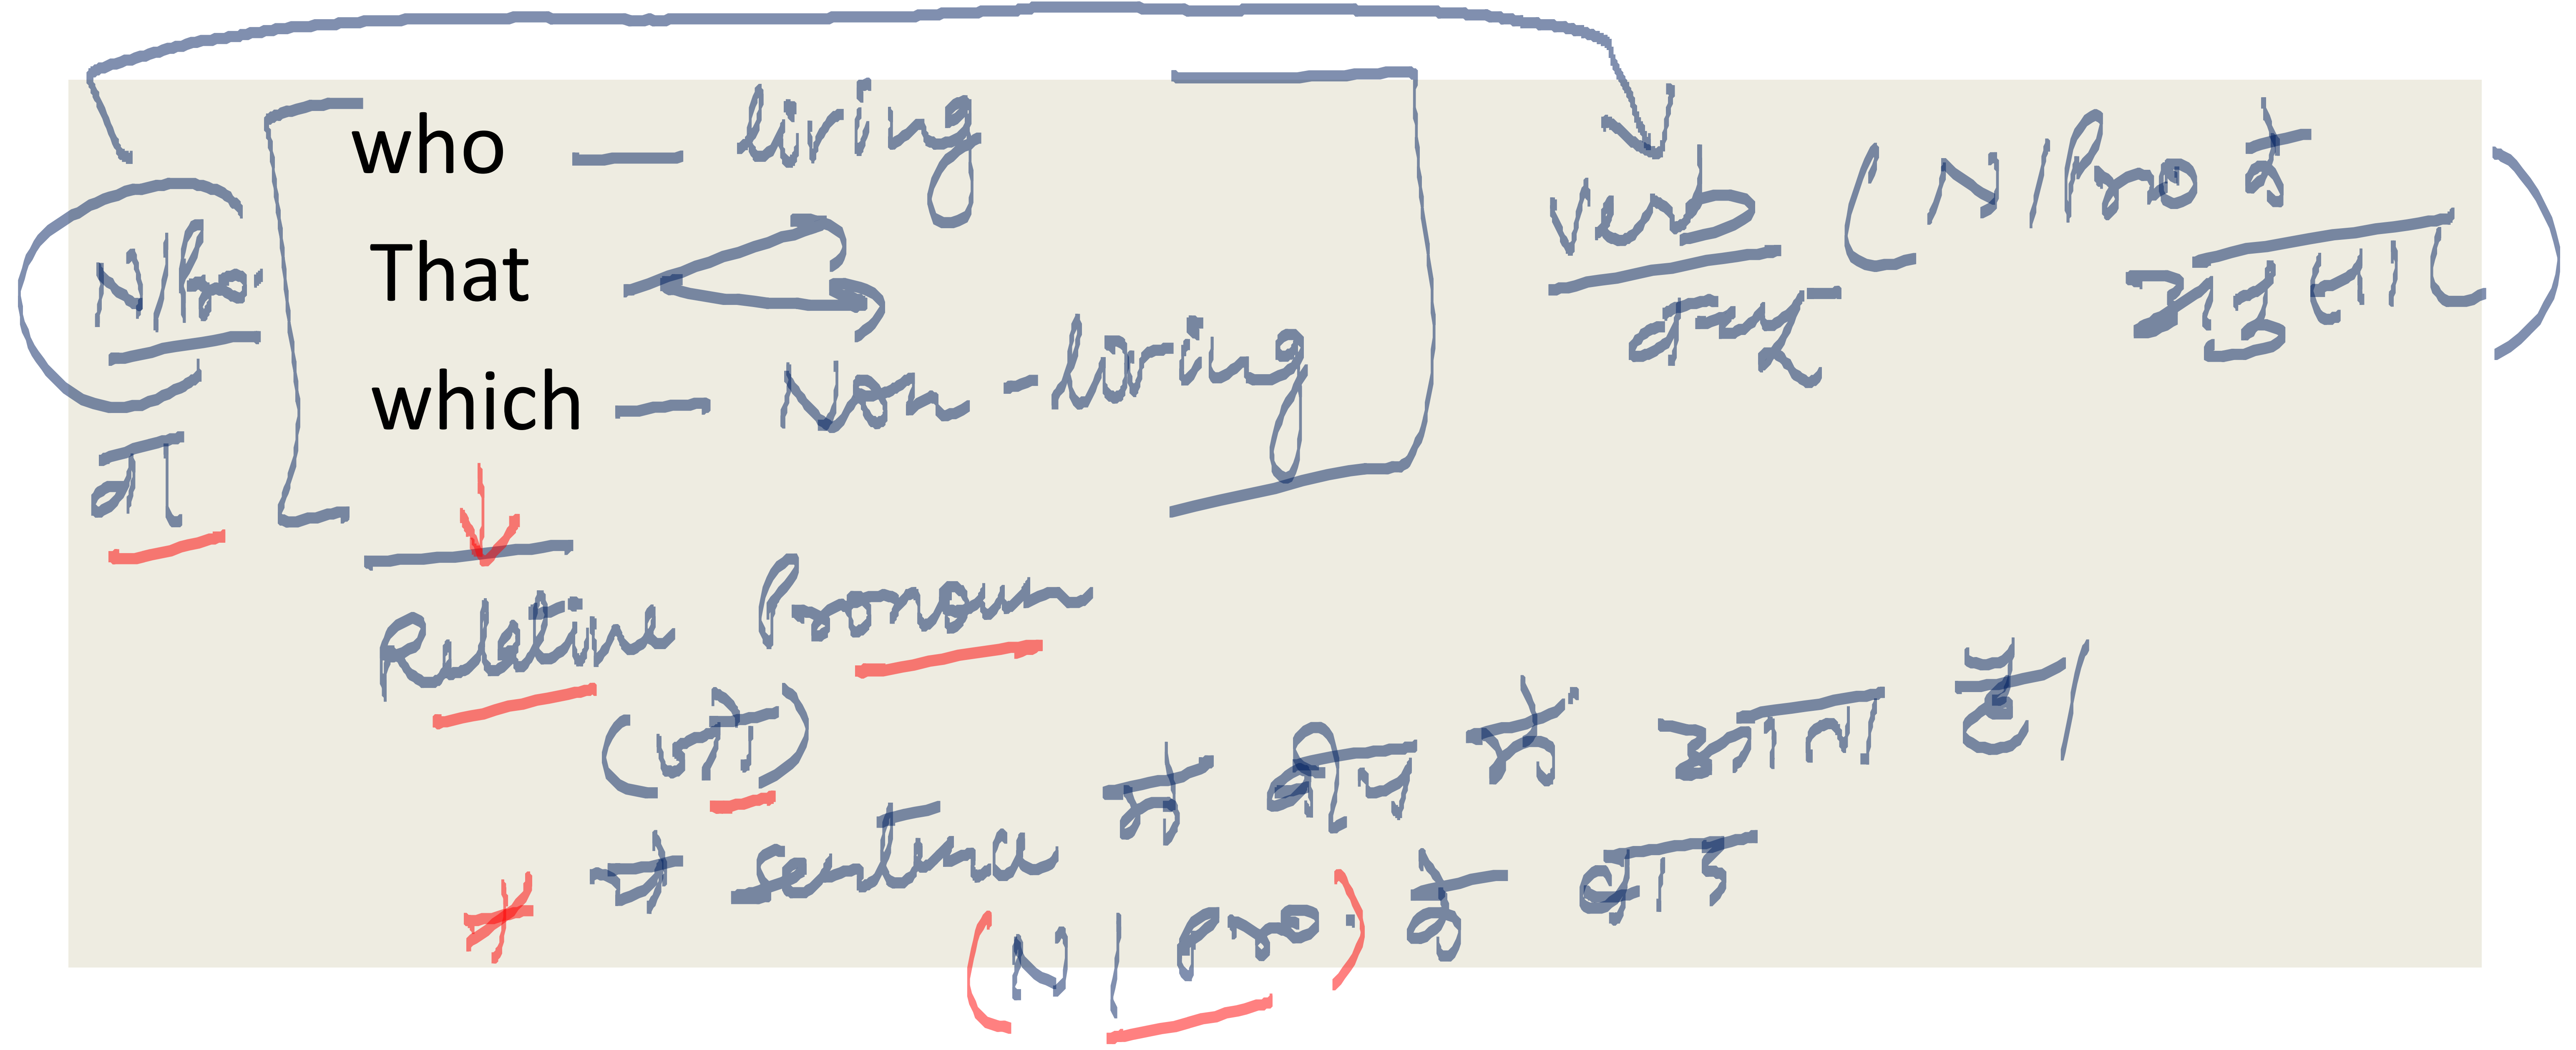 who — living
N/Pro. That verb (N/Pro के अनुसार)
which — Non-living
Relative Pronoun
(जो)
* ये sentence के बीच में आता है।
(N/Pro.) के बाद